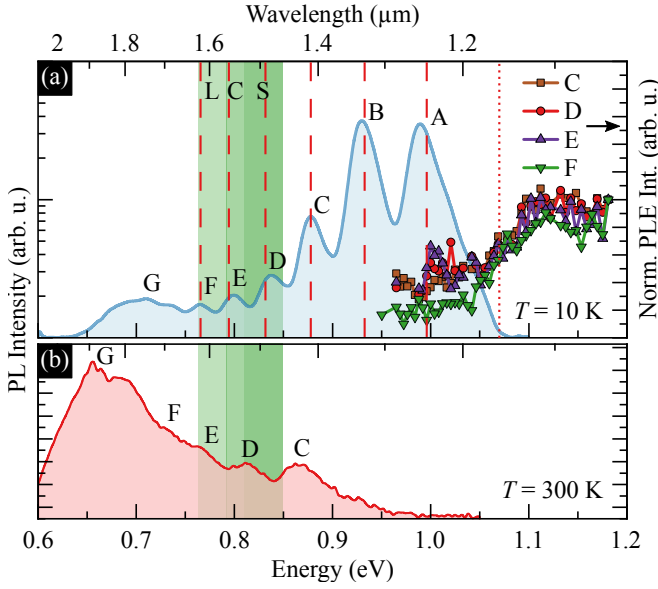 Wavelength (μm)
2 1.8 1.6 1.4 1.2
(a)
L C S
B A
C
D
E
F
C
D
E
F
G
T = 10 K
PL Intensity (arb. u.)
Norm. PLE Int. (arb. u.)
(b)
G
F
E
D
C
T = 300 K
0.6 0.7 0.8 0.9 1.0 1.1 1.2
Energy (eV)